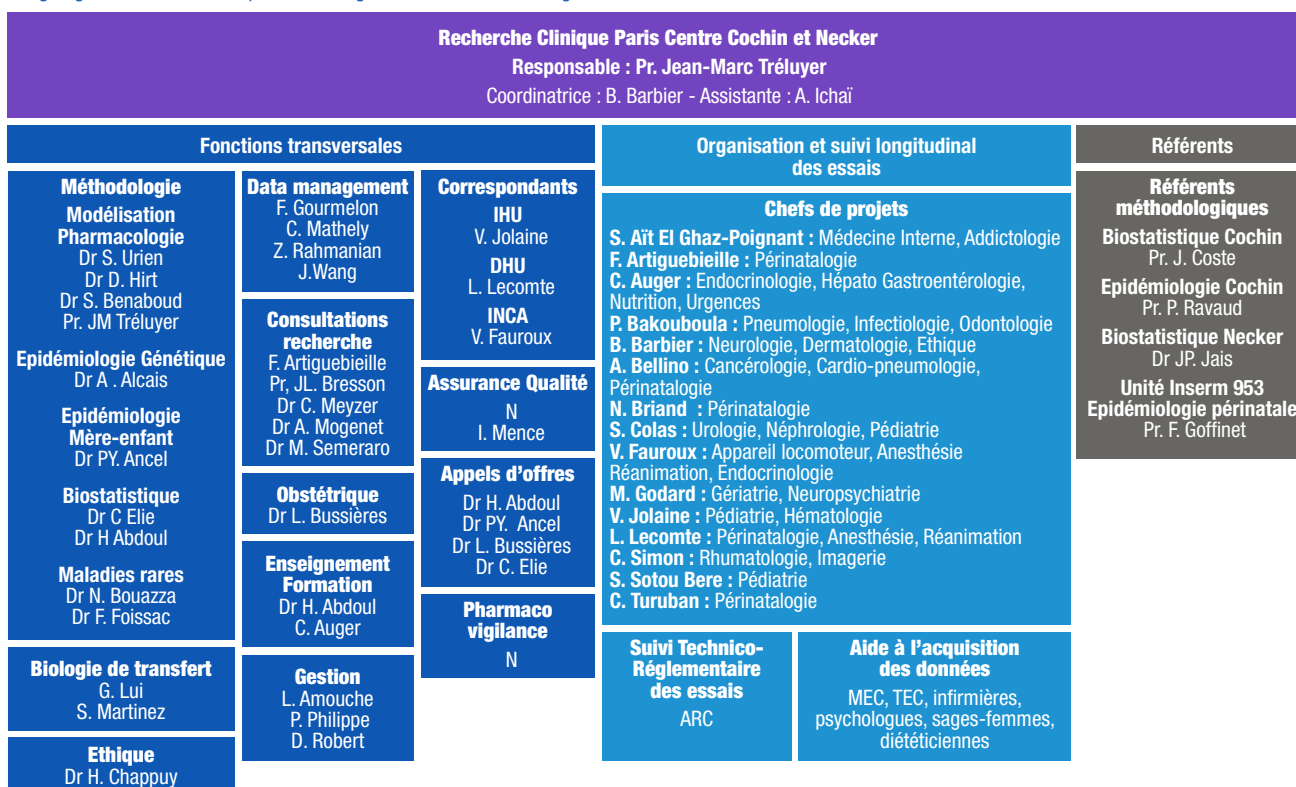 Recherche Clinique Paris Centre Cochin et Necker
Responsable : Pr. Jean-Marc Tréluyer
Coordinatrice : B. Barbier - Assistante : A. Ichaï
Fonctions transversales
Méthodologie
Modélisation
Pharmacologie
Dr S. Urien
Dr D. Hirt
Dr S. Benaboud
Pr. JM Tréluyer
Epidémiologie Génétique
Dr A . Alcais
Epidémiologie
Mère-enfant
Dr PY. Ancel
Biostatistique
Dr C Elie
Dr H Abdoul
Maladies rares
Dr N. Bouazza
Dr F. Foissac
Biologie de transfert
G. Lui
S. Martinez
Ethique
Dr H. Chappuy
Data management
F. Gourmelon
C. Mathely
Z. Rahmanian
J.Wang
Consultations
recherche
F. Artiguebieille
Pr, JL. Bresson
Dr C. Meyzer
Dr A. Mogenet
Dr M. Semeraro
Obstétrique
Dr L. Bussières
Enseignement
Formation
Dr H. Abdoul
C. Auger
Gestion
L. Amouche
P. Philippe
D. Robert
Correspondants
IHU
V. Jolaine
DHU
L. Lecomte
INCA
V. Fauroux
Assurance Qualité
N
I. Mence
Appels d'offres
Dr H. Abdoul
Dr PY. Ancel
Dr L. Bussières
Dr C. Elie
Pharmaco
vigilance
N
Organisation et suivi longitudinal
des essais
Chefs de projets
S. Aït El Ghaz-Poignant : Médecine Interne, Addictologie
F. Artiguebieille : Périnatalogie
C. Auger : Endocrinologie, Hépato Gastroentérologie,
Nutrition, Urgences
P. Bakouboula : Pneumologie, Infectiologie, Odontologie
B. Barbier : Neurologie, Dermatologie, Ethique
A. Bellino : Cancérologie, Cardio-pneumologie,
Périnatalogie
N. Briand : Périnatalogie
S. Colas : Urologie, Néphrologie, Pédiatrie
V. Fauroux : Appareil locomoteur, Anesthésie
Réanimation, Endocrinologie
M. Godard : Gériatrie, Neuropsychiatrie
V. Jolaine : Pédiatrie, Hématologie
L. Lecomte : Périnatalogie, Anesthésie, Réanimation
C. Simon : Rhumatologie, Imagerie
S. Sotou Bere : Pédiatrie
C. Turuban : Périnatalogie
Suivi Technico-
Réglementaire
des essais
ARC
Aide à l'acquisition
des données
MEC, TEC, infirmières,
psychologues, sages-femmes,
diététiciennes
Référents
Référents
méthodologiques
Biostatistique Cochin
Pr. J. Coste
Epidémiologie Cochin
Pr. P. Ravaud
Biostatistique Necker
Dr JP. Jais
Unité Inserm 953
Epidémiologie périnatale
Pr. F. Goffinet